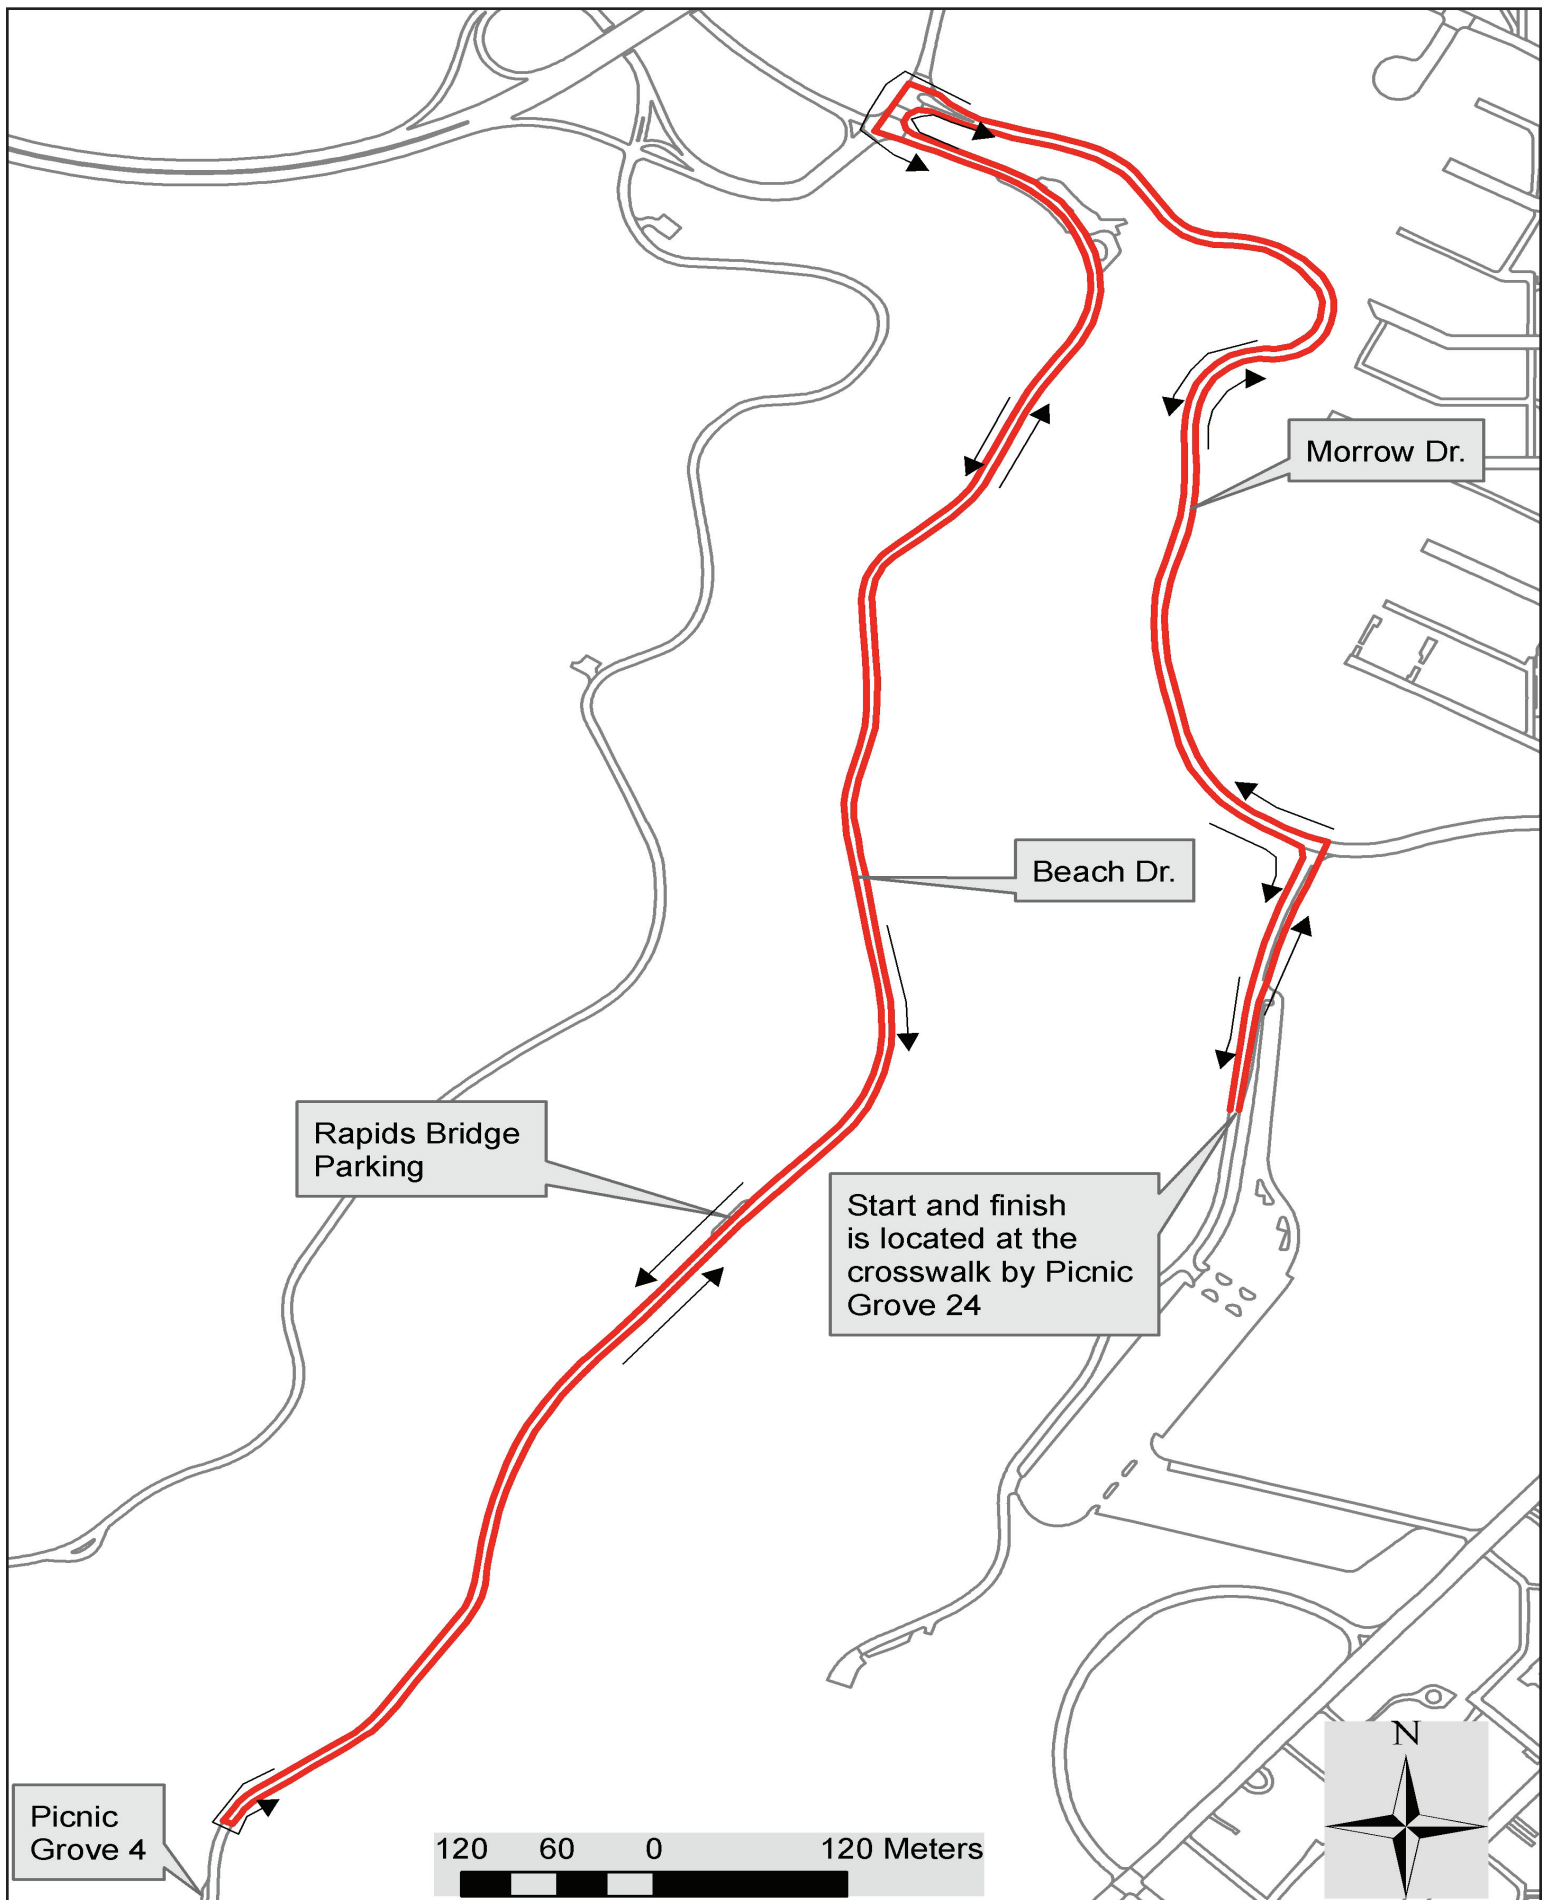 Morrow Dr.
Beach Dr.
Rapids Bridge
Parking
Start and finish
is located at the
crosswalk by Picnic
Grove 24
Picnic
Grove 4
120 60 0 120 Meters
N